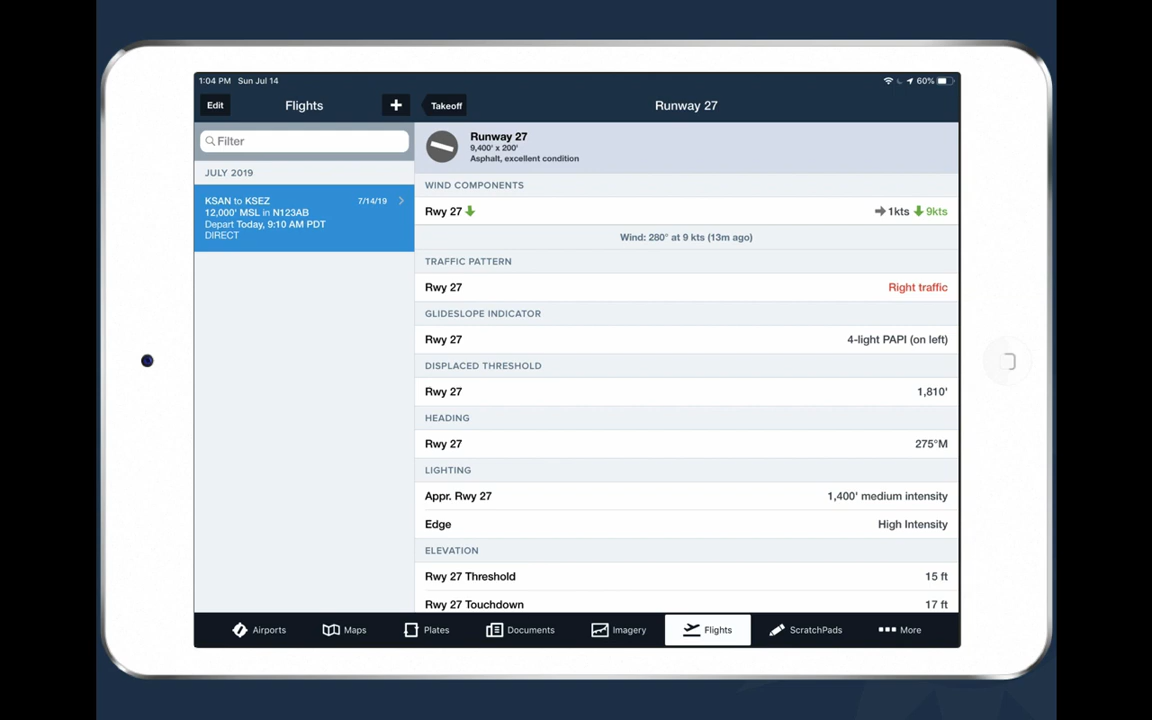 1:04 PM Sun Jul 14 60%
Edit Flights + Takeoff Runway 27
Filter
JULY 2019
KSAN to KSEZ 7/14/19
12,000' MSL in N123AB
Depart Today, 9:10 AM PDT
DIRECT
Runway 27
9,400' x 200'
Asphalt, excellent condition
WIND COMPONENTS
Rwy 27 1kts 9kts
Wind: 280° at 9 kts (13m ago)
TRAFFIC PATTERN
Rwy 27 Right traffic
GLIDESLOPE INDICATOR
Rwy 27 4-light PAPI (on left)
DISPLACED THRESHOLD
Rwy 27 1,810'
HEADING
Rwy 27 275°M
LIGHTING
Appr. Rwy 27 1,400' medium intensity
Edge High Intensity
ELEVATION
Rwy 27 Threshold 15 ft
Rwy 27 Touchdown 17 ft
Airports Maps Plates Documents Imagery Flights ScratchPads More